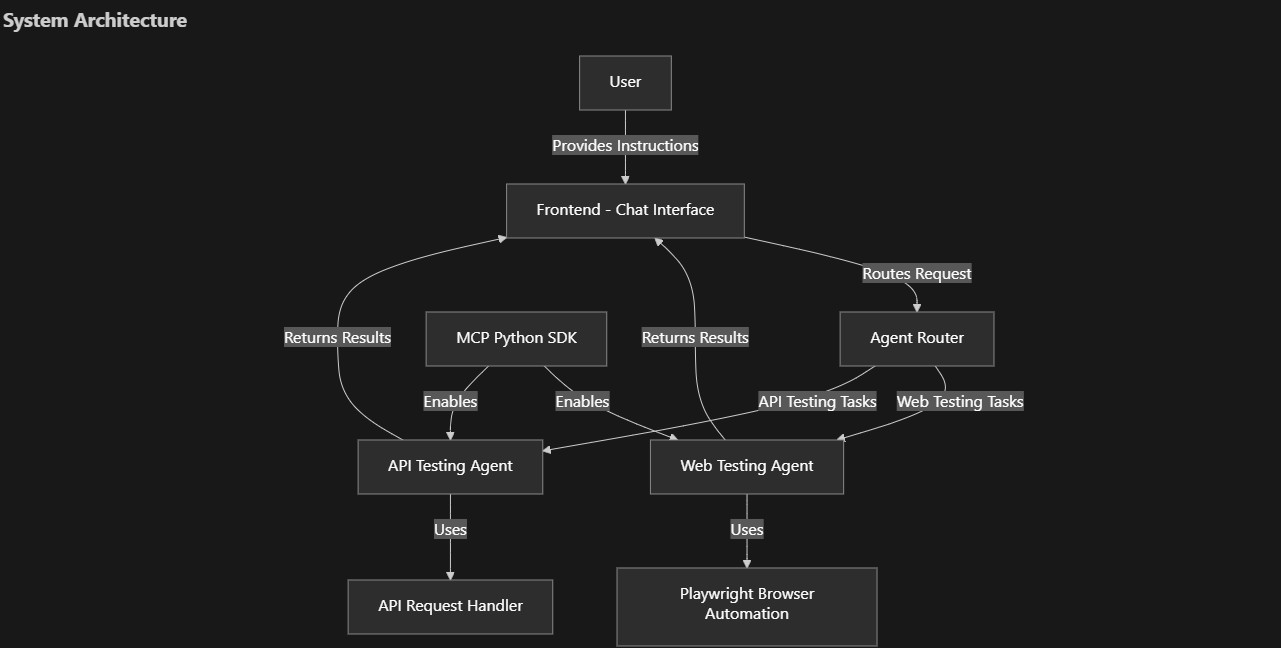 System Architecture
User
Provides Instructions
Frontend - Chat Interface
Routes Request
Returns Results
MCP Python SDK
Returns Results
Agent Router
Enables
Enables
API Testing Tasks
Web Testing Tasks
API Testing Agent
Web Testing Agent
Uses
Uses
API Request Handler
Playwright Browser
Automation